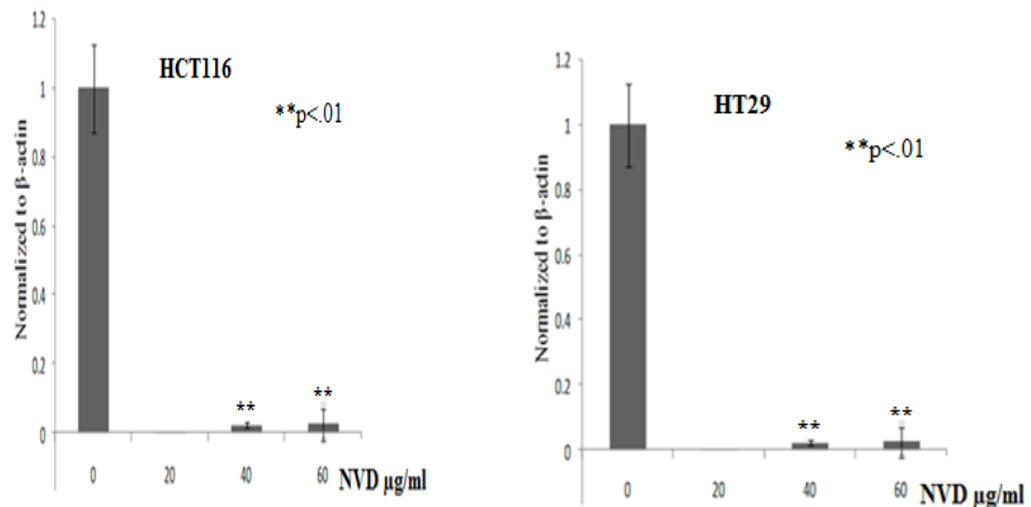 1.2
HCT116
1
**p<.01
0.8
0.6
0.4
0.2
0
Normalized to β-actin
** **
0 20 40 60 NVD µg/ml
1.2
HT29
1
**p<.01
0.8
0.6
0.4
0.2
0
Normalized to β-actin
** **
0 20 40 60 NVD µg/ml